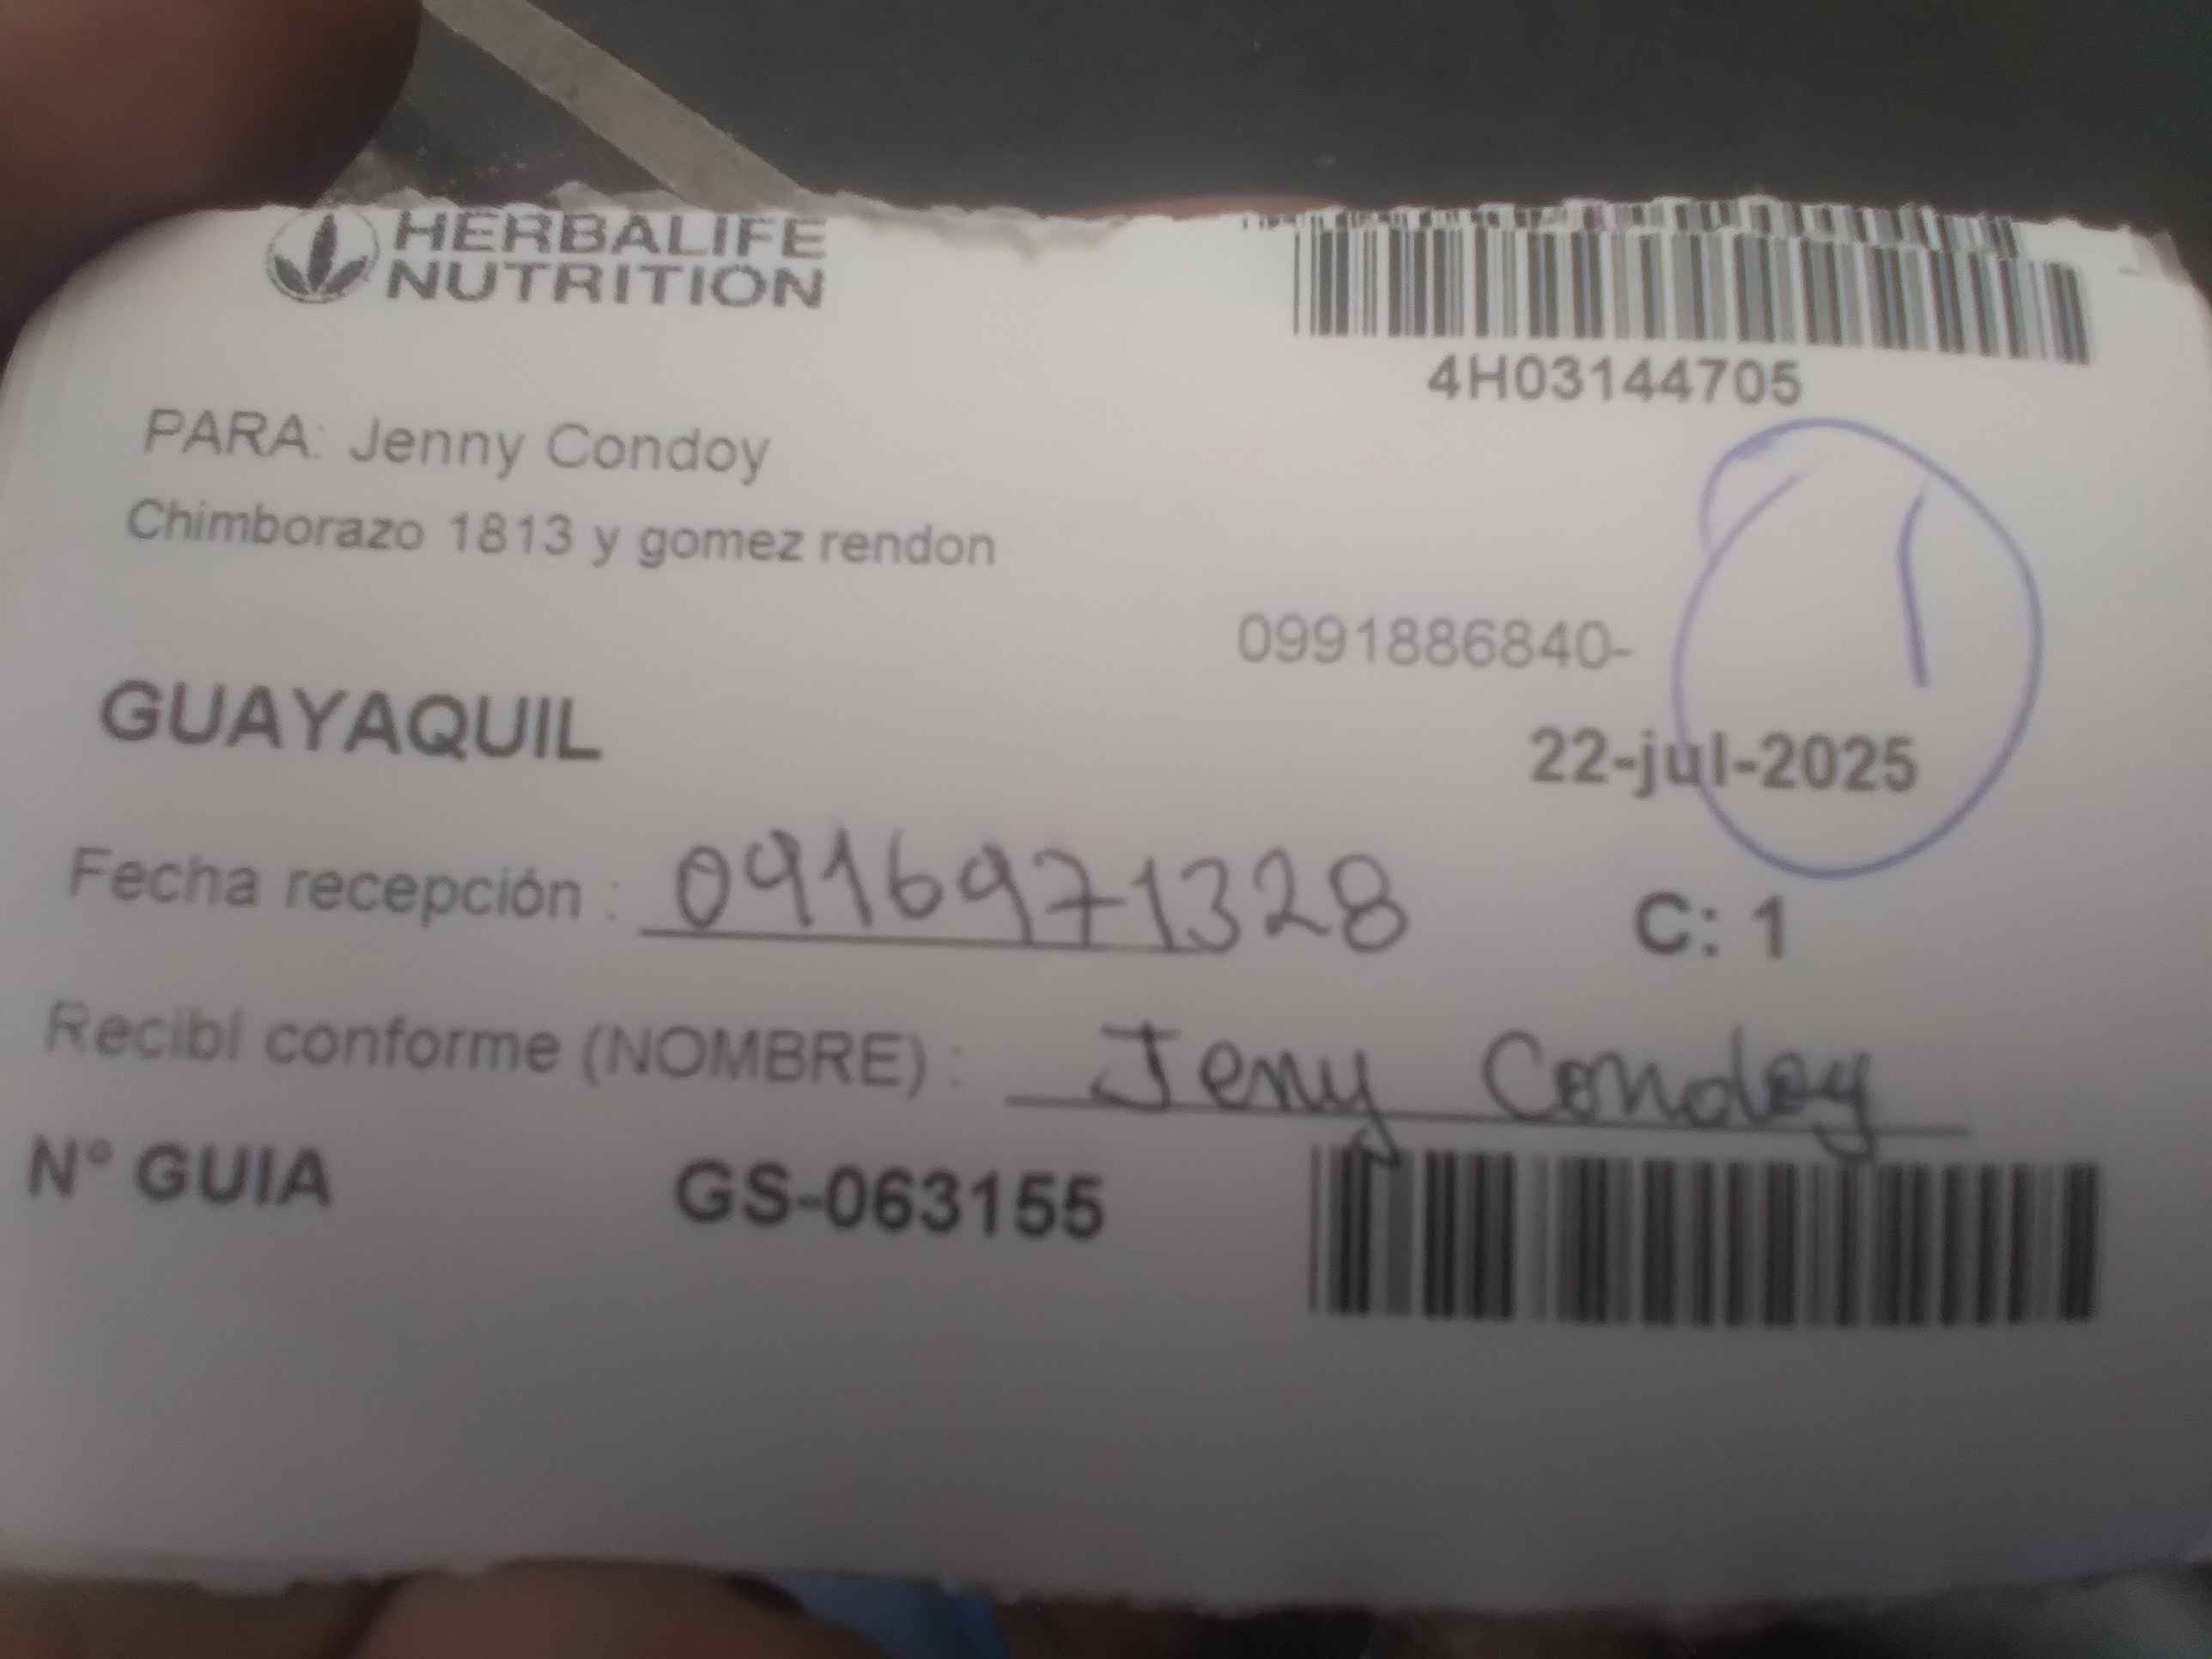 HERBALIFE
NUTRITION
4H03144705
PARA: Jenny Condoy
Chimborazo 1813 y gomez rendon
0991886840-
1
GUAYAQUIL
22-jul-2025
Fecha recepción : 0916971328
C: 1
Recibí conforme (NOMBRE) : Jeny Condoy
N° GUIA GS-063155